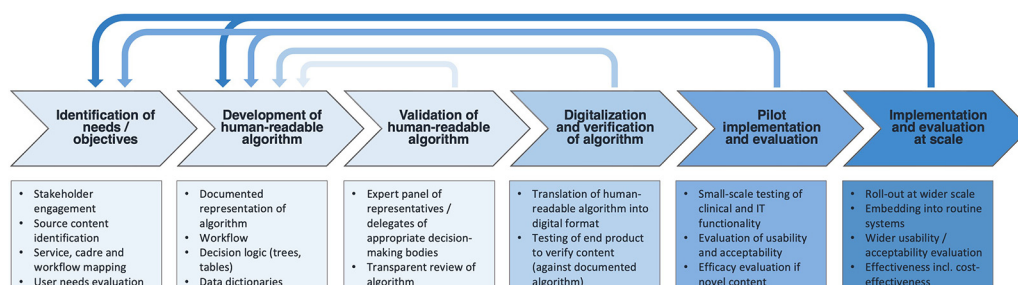 Identification of
needs /
objectives
Development of
human-readable
algorithm
Validation of
human-readable
algorithm
Digitalization
and verification
of algorithm
Pilot
implementation
and evaluation
Implementation
and evaluation
at scale
• Stakeholder
engagement
• Source content
identification
• Service, cadre and
workflow mapping
• User needs evaluation
• Documented
representation of
algorithm
• Workflow
• Decision logic (trees,
tables)
• Data dictionaries
• Expert panel of
representatives /
delegates of
appropriate decision-
making bodies
• Transparent review of
algorithm
• Translation of human-
readable algorithm into
digital format
• Testing of end product
to verify content
(against documented
algorithm)
• Small-scale testing of
clinical and IT
functionality
• Evaluation of usability
and acceptability
• Efficacy evaluation if
novel content
• Roll-out at wider scale
• Embedding into routine
systems
• Wider usability /
acceptability evaluation
• Effectiveness incl. cost-
effectiveness